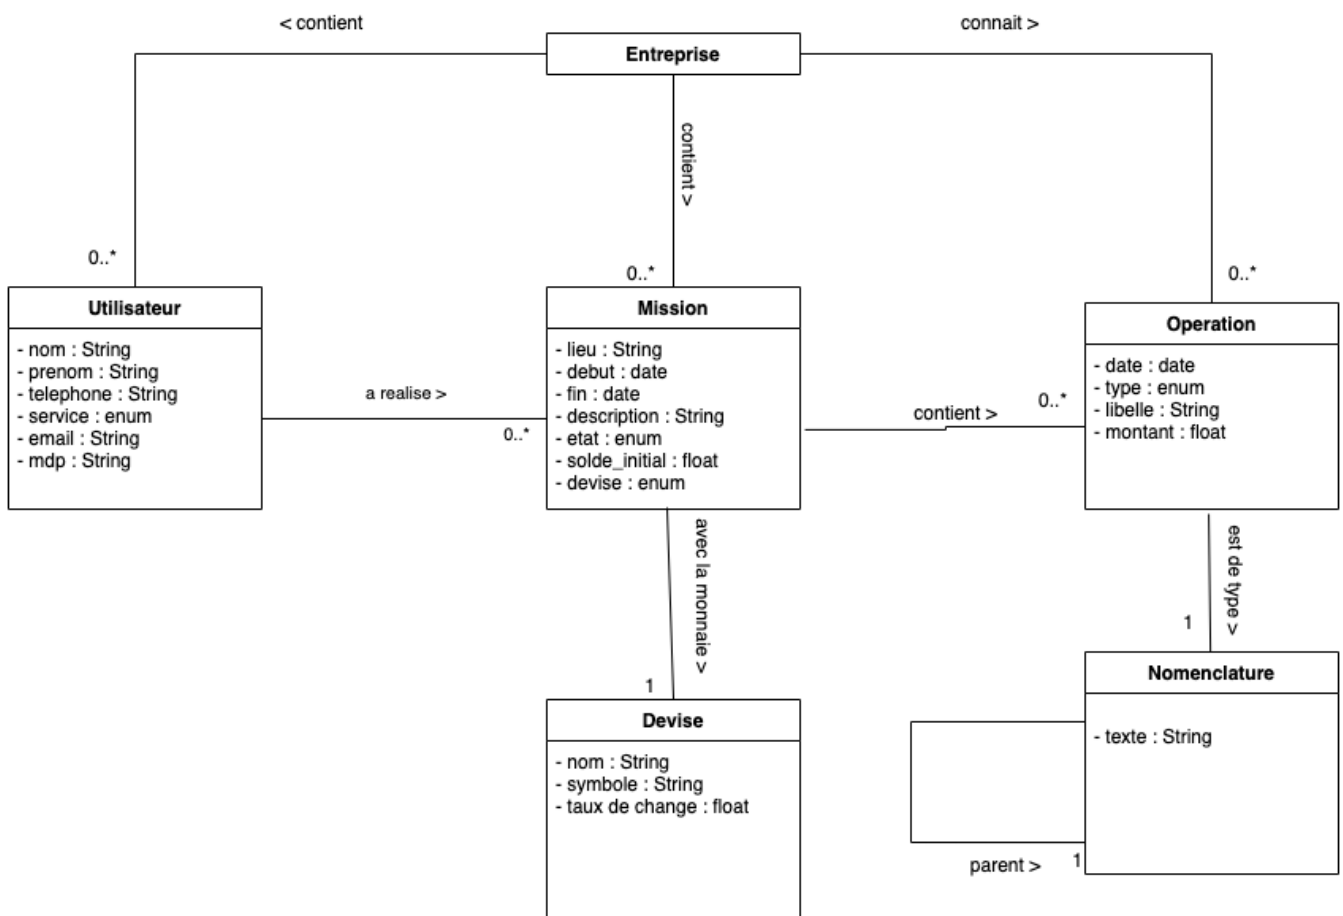 < contient
connait >
Entreprise
contient >
0..*
0..*
0..*
Utilisateur
- nom : String
- prenom : String
- telephone : String
- service : enum
- email : String
- mdp : String
a realise >
0..*
Mission
- lieu : String
- debut : date
- fin : date
- description : String
- etat : enum
- solde_initial : float
- devise : enum
contient >
0..*
Operation
- date : date
- type : enum
- libelle : String
- montant : float
avec la monnaie >
1
est de type >
1
Devise
- nom : String
- symbole : String
- taux de change : float
Nomenclature
- texte : String
parent >
1